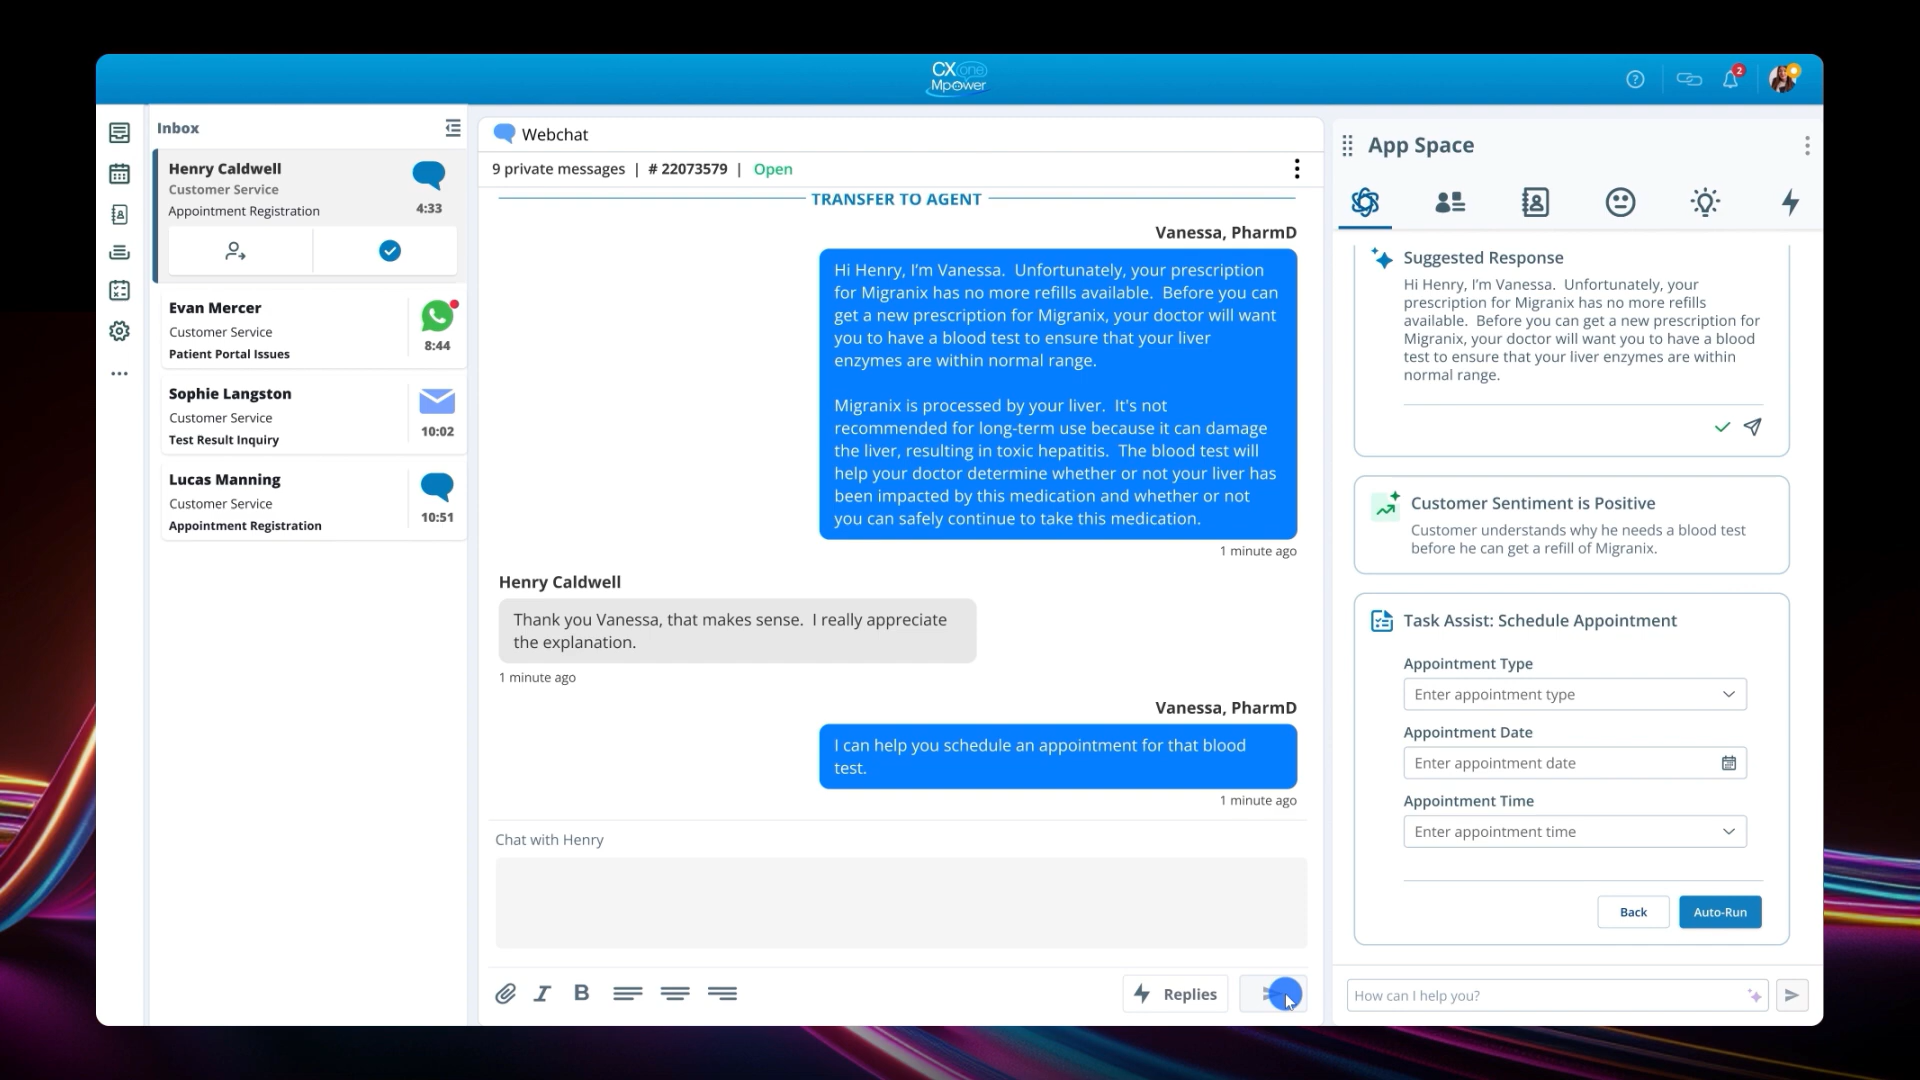 CXone
Mpower
2
Inbox
Henry Caldwell
Customer Service
Appointment Registration
4:33
Evan Mercer
Customer Service
Patient Portal Issues
8:44
Sophie Langston
Customer Service
Test Result Inquiry
10:02
Lucas Manning
Customer Service
Appointment Registration
10:51
Webchat
9 private messages | # 22073579 | Open
TRANSFER TO AGENT
Vanessa, PharmD
Hi Henry, I'm Vanessa. Unfortunately, your prescription
for Migranix has no more refills available. Before you can
get a new prescription for Migranix, your doctor will want
you to have a blood test to ensure that your liver
enzymes are within normal range.
Migranix is processed by your liver. It's not
recommended for long-term use because it can damage
the liver, resulting in toxic hepatitis. The blood test will
help your doctor determine whether or not your liver has
been impacted by this medication and whether or not
you can safely continue to take this medication.
1 minute ago
Henry Caldwell
Thank you Vanessa, that makes sense. I really appreciate
the explanation.
1 minute ago
Vanessa, PharmD
I can help you schedule an appointment for that blood
test.
1 minute ago
Chat with Henry
I
B
Replies
App Space
Suggested Response
Hi Henry, I'm Vanessa. Unfortunately, your
prescription for Migranix has no more refills
available. Before you can get a new prescription for
Migranix, your doctor will want you to have a blood
test to ensure that your liver enzymes are within
normal range.
Customer Sentiment is Positive
Customer understands why he needs a blood test
before he can get a refill of Migranix.
Task Assist: Schedule Appointment
Appointment Type
Enter appointment type
Appointment Date
Enter appointment date
Appointment Time
Enter appointment time
Back
Auto-Run
How can I help you?